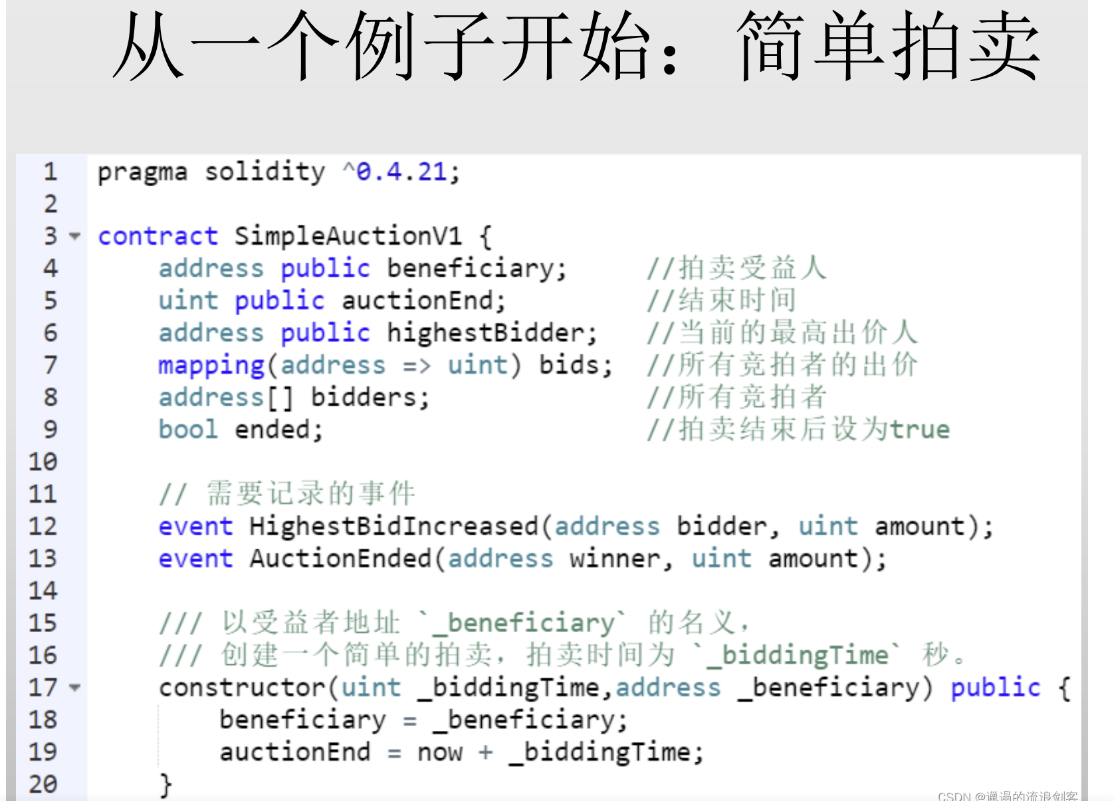 从一个例子开始：简单拍卖
1 pragma solidity ^0.4.21;
2
3 contract SimpleAuctionV1 {
4 address public beneficiary; //拍卖受益人
5 uint public auctionEnd; //结束时间
6 address public highestBidder; //当前的最高出价人
7 mapping(address => uint) bids; //所有竞拍者的出价
8 address[] bidders; //所有竞拍者
9 bool ended; //拍卖结束后设为true
10
11 // 需要记录的事件
12 event HighestBidIncreased(address bidder, uint amount);
13 event AuctionEnded(address winner, uint amount);
14
15 /// 以受益者地址 `_beneficiary` 的名义，
16 /// 创建一个简单的拍卖，拍卖时间为 `_biddingTime` 秒。
17 constructor(uint _biddingTime,address _beneficiary) public {
18 beneficiary = _beneficiary;
19 auctionEnd = now + _biddingTime;
20 }
CSDN @邋遢的流浪剑客